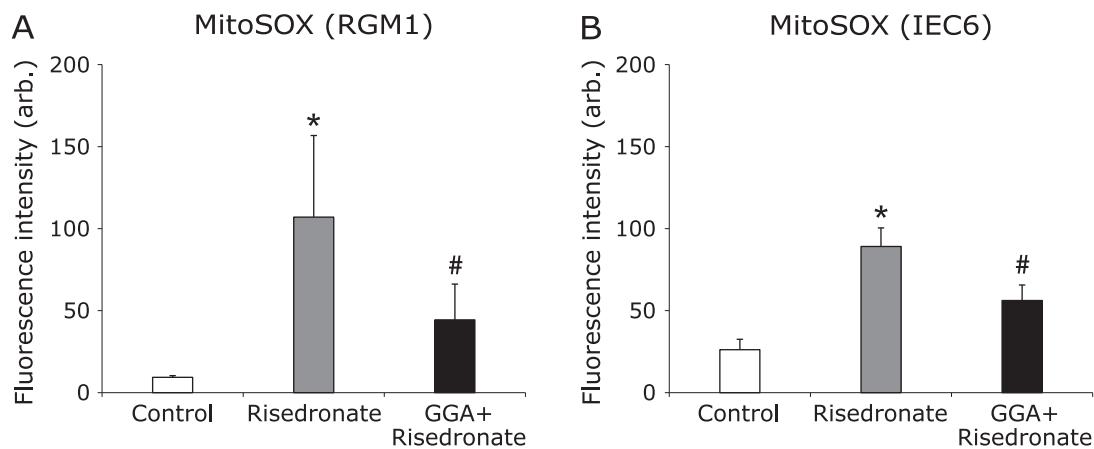 A
MitoSOX (RGM1)
Fluorescence intensity (arb.)
200
150
100
50
0
*
#
Control
Risedronate
GGA+
Risedronate
B
MitoSOX (IEC6)
Fluorescence intensity (arb.)
200
150
100
50
0
*
#
Control
Risedronate
GGA+
Risedronate